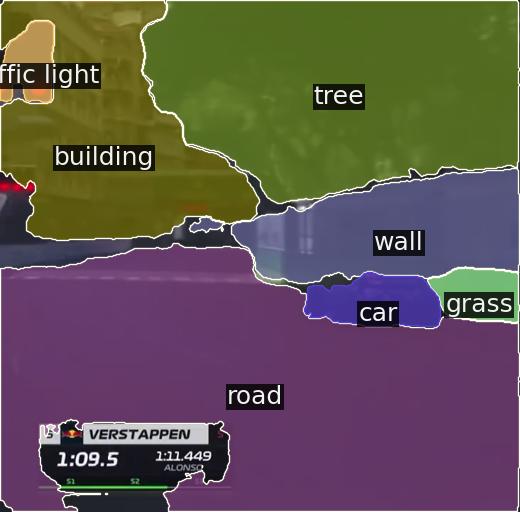 ffic light
tree
building
wall
grass
car
road
VERSTAPPEN
1:09.5
1:11.449
ALONSO
S1
S2